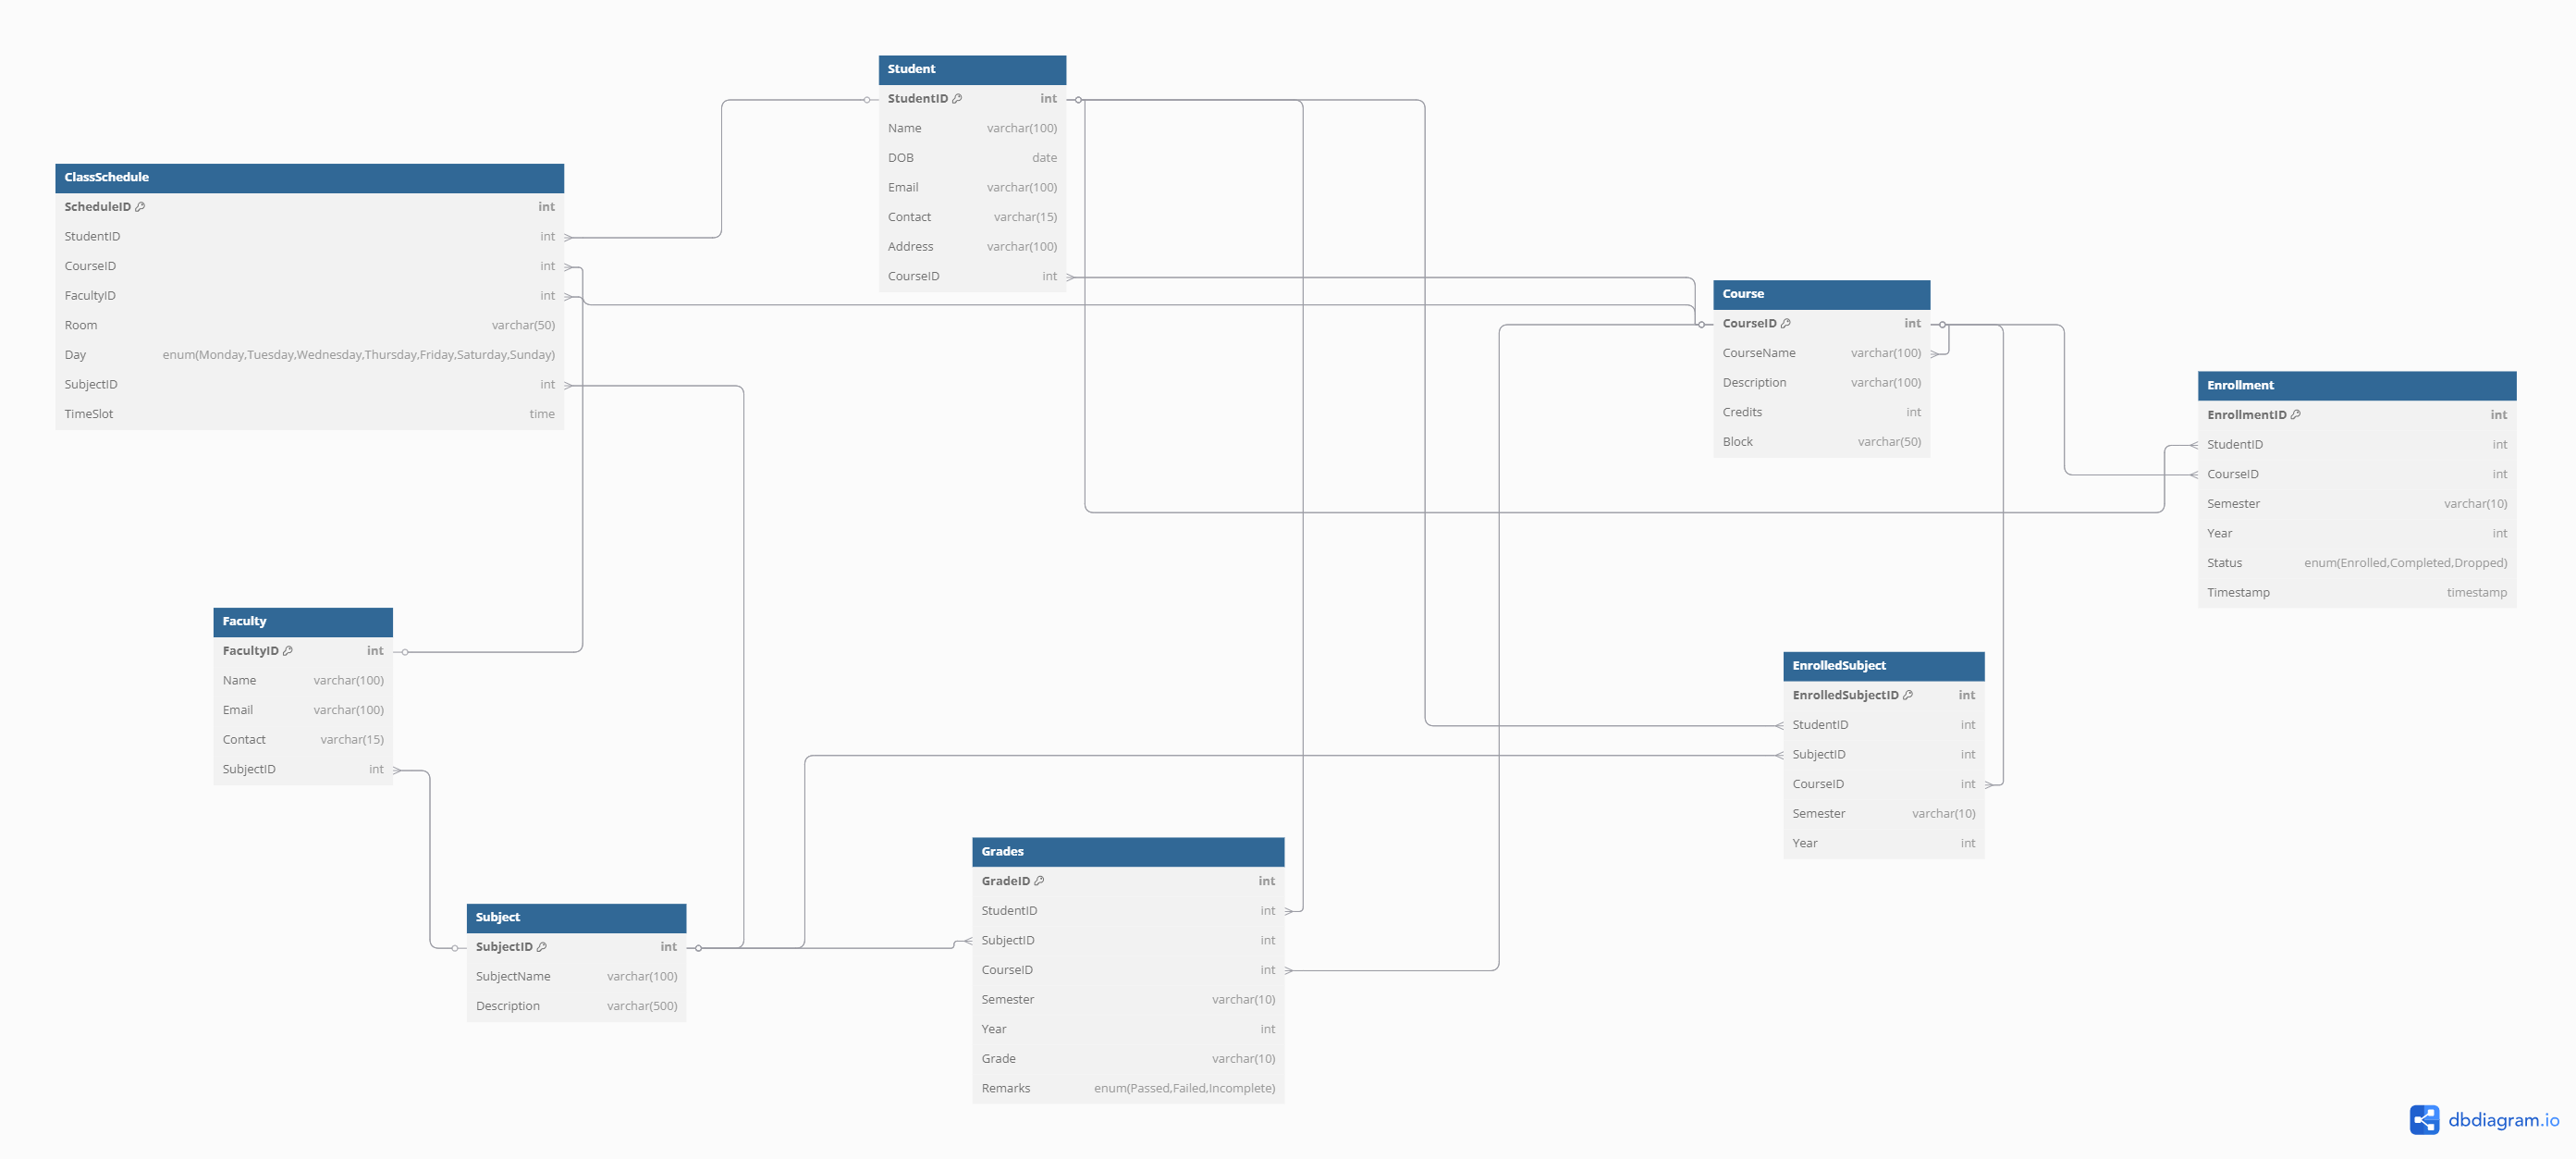 Student
StudentID int
Name varchar(100)
DOB date
Email varchar(100)
Contact varchar(15)
Address varchar(100)
CourseID int
ClassSchedule
ScheduleID int
StudentID int
CourseID int
FacultyID int
Room varchar(50)
Day enum(Monday,Tuesday,Wednesday,Thursday,Friday,Saturday,Sunday)
SubjectID int
TimeSlot time
Course
CourseID int
CourseName varchar(100)
Description varchar(100)
Credits int
Block varchar(50)
Enrollment
EnrollmentID int
StudentID int
CourseID int
Semester varchar(10)
Year int
Status enum(Enrolled,Completed,Dropped)
Timestamp timestamp
Faculty
FacultyID int
Name varchar(100)
Email varchar(100)
Contact varchar(15)
SubjectID int
EnrolledSubject
EnrolledSubjectID int
StudentID int
SubjectID int
CourseID int
Semester varchar(10)
Year int
Grades
GradeID int
StudentID int
SubjectID int
CourseID int
Semester varchar(10)
Year int
Grade varchar(10)
Remarks enum(Passed,Failed,Incomplete)
Subject
SubjectID int
SubjectName varchar(100)
Description varchar(500)
dbdiagram.io